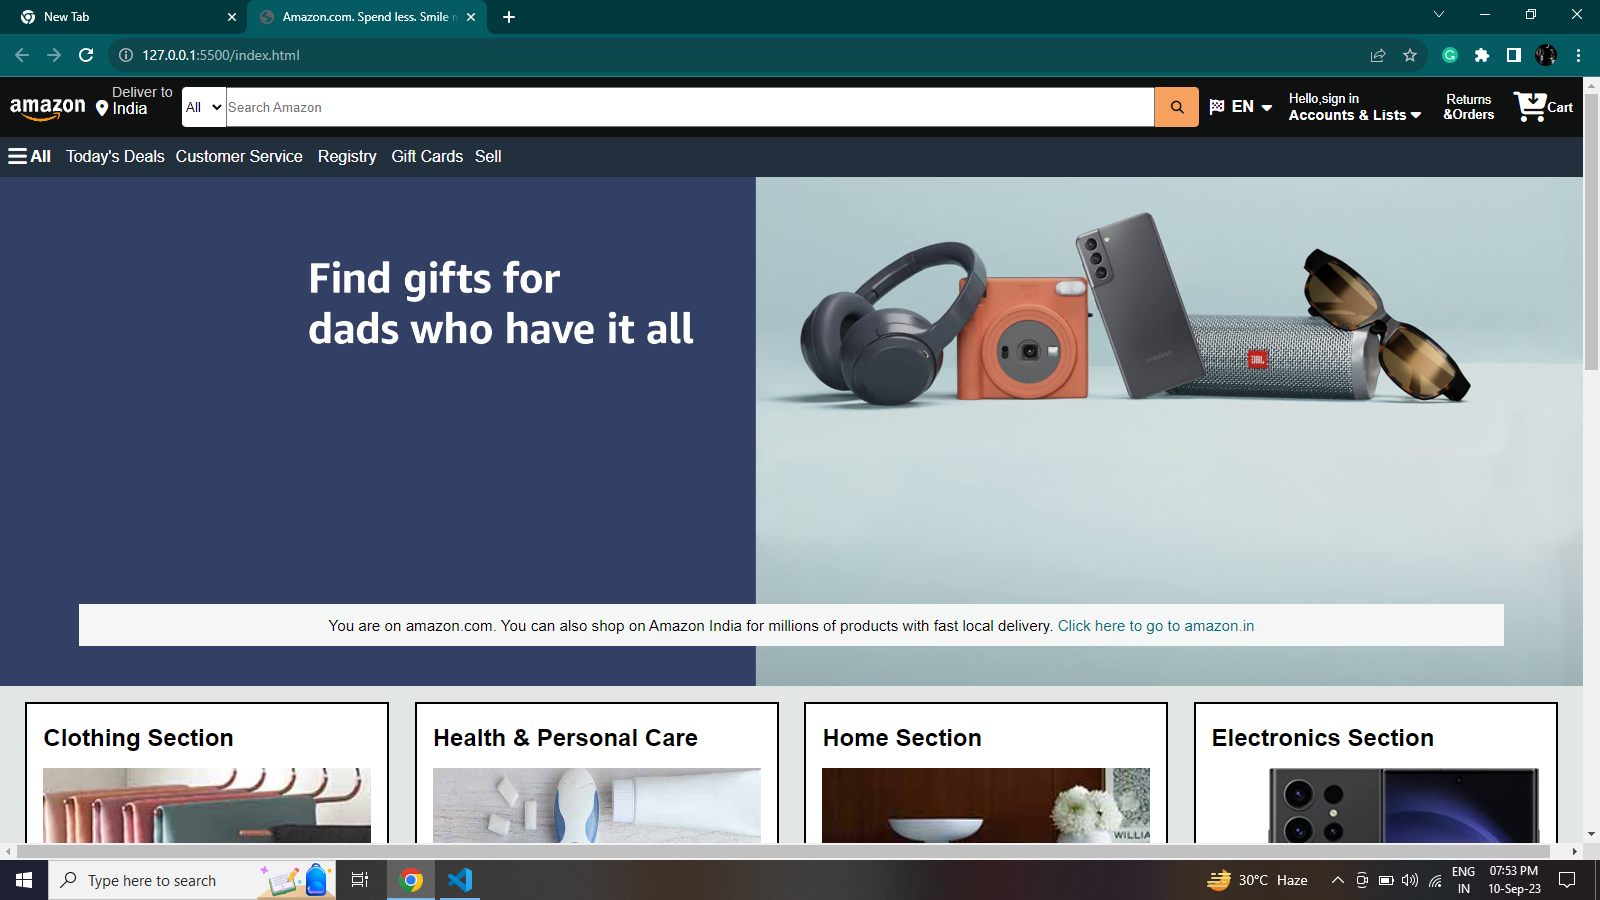 New Tab
Amazon.com. Spend less. Smile m
127.0.0.1:5500/index.html
amazon
Deliver to
India
All
Search Amazon
EN
Hello,sign in
Accounts & Lists
Returns
&Orders
Cart
All Today's Deals Customer Service Registry Gift Cards Sell
Find gifts for
dads who have it all
SAMSUNG
JBL
You are on amazon.com. You can also shop on Amazon India for millions of products with fast local delivery. Click here to go to amazon.in
Clothing Section
Health & Personal Care
Home Section
Electronics Section
WILLIA
Type here to search
30°C Haze
ENG
IN
07:53 PM
10-Sep-23